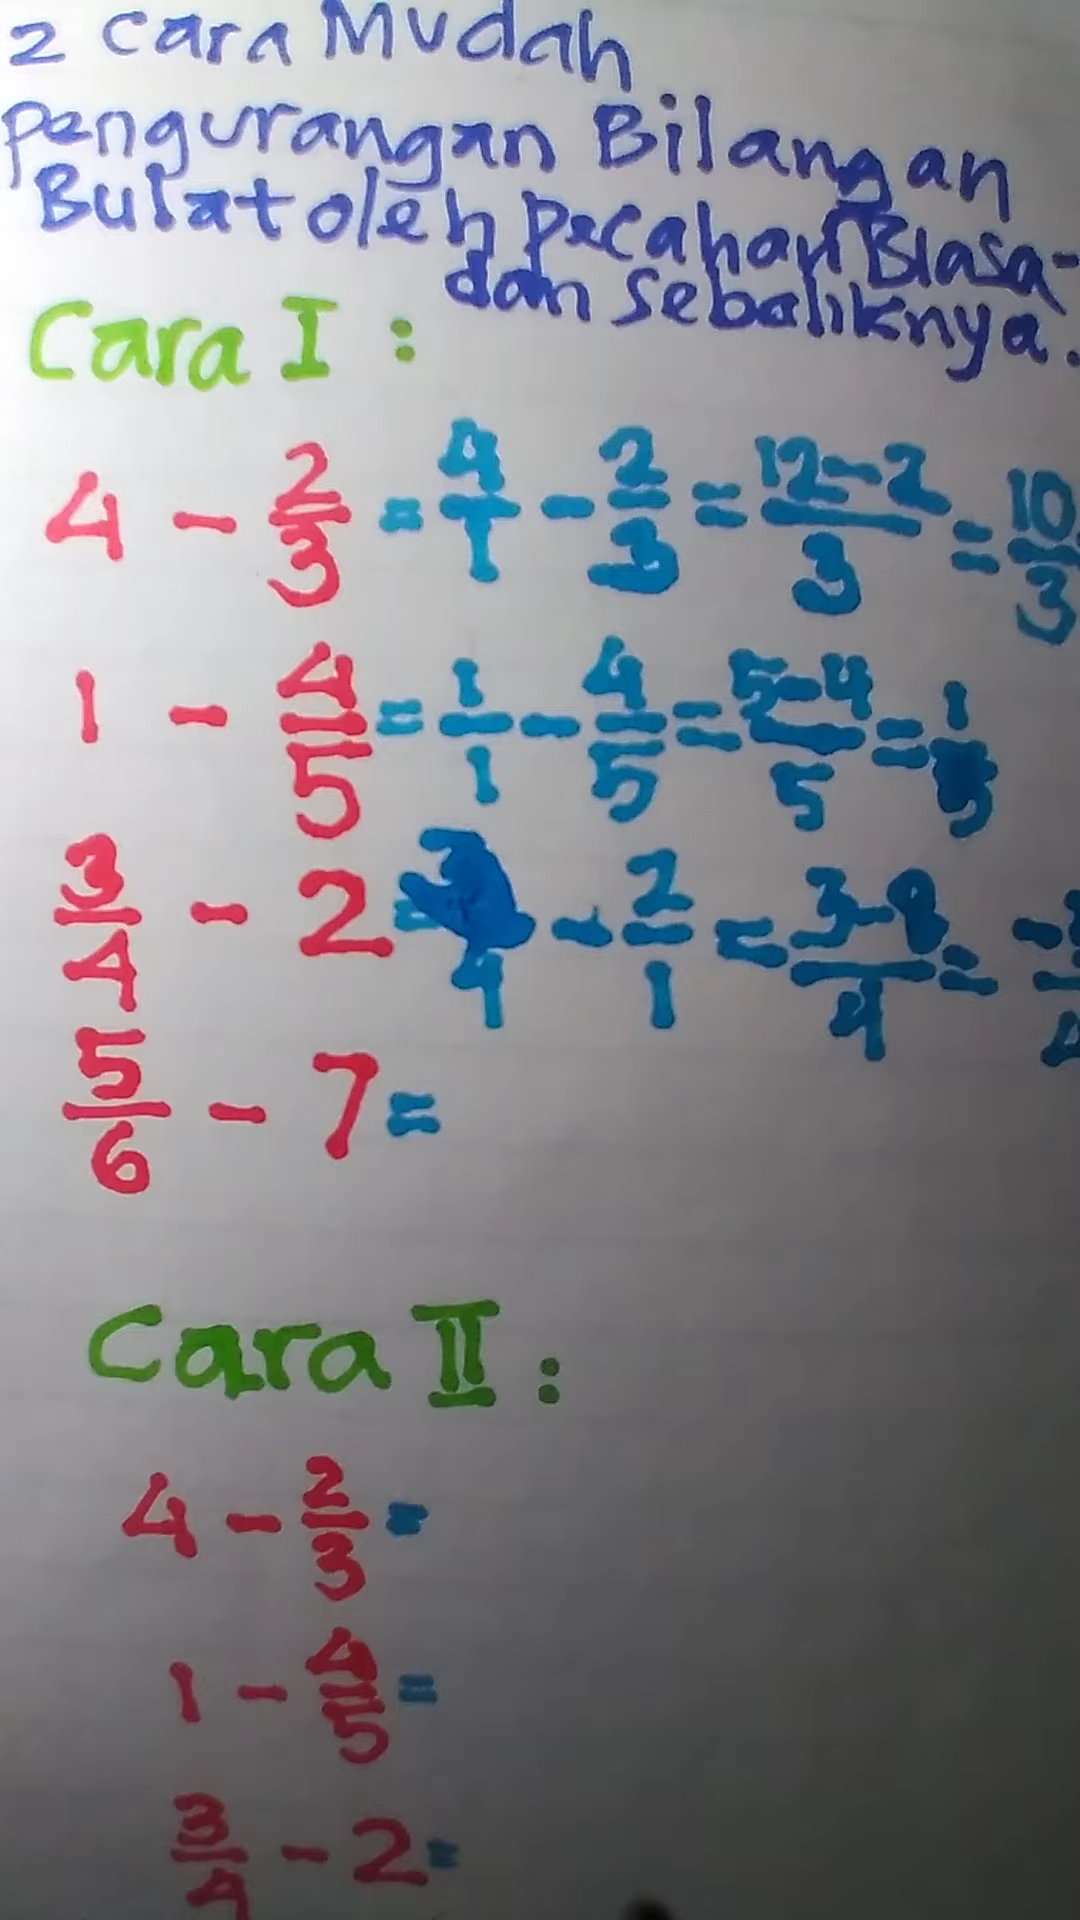 2 Cara Mudah
Pengurangan Bilangan
Bulat oleh Pecahan Biasa-
dan Sebaliknya.
Cara I :
4 - 2/3 = 4/1 - 2/3 = 12-2/3 = 10/3
1 - 4/5 = 1/1 - 4/5 = 5-4/5 = 1/5
3/4 - 2 = 3/4 - 2/1 = 3-8/4 =
5/6 - 7 =
Cara II :
4 - 2/3 =
1 - 4/5 =
3/4 - 2 =